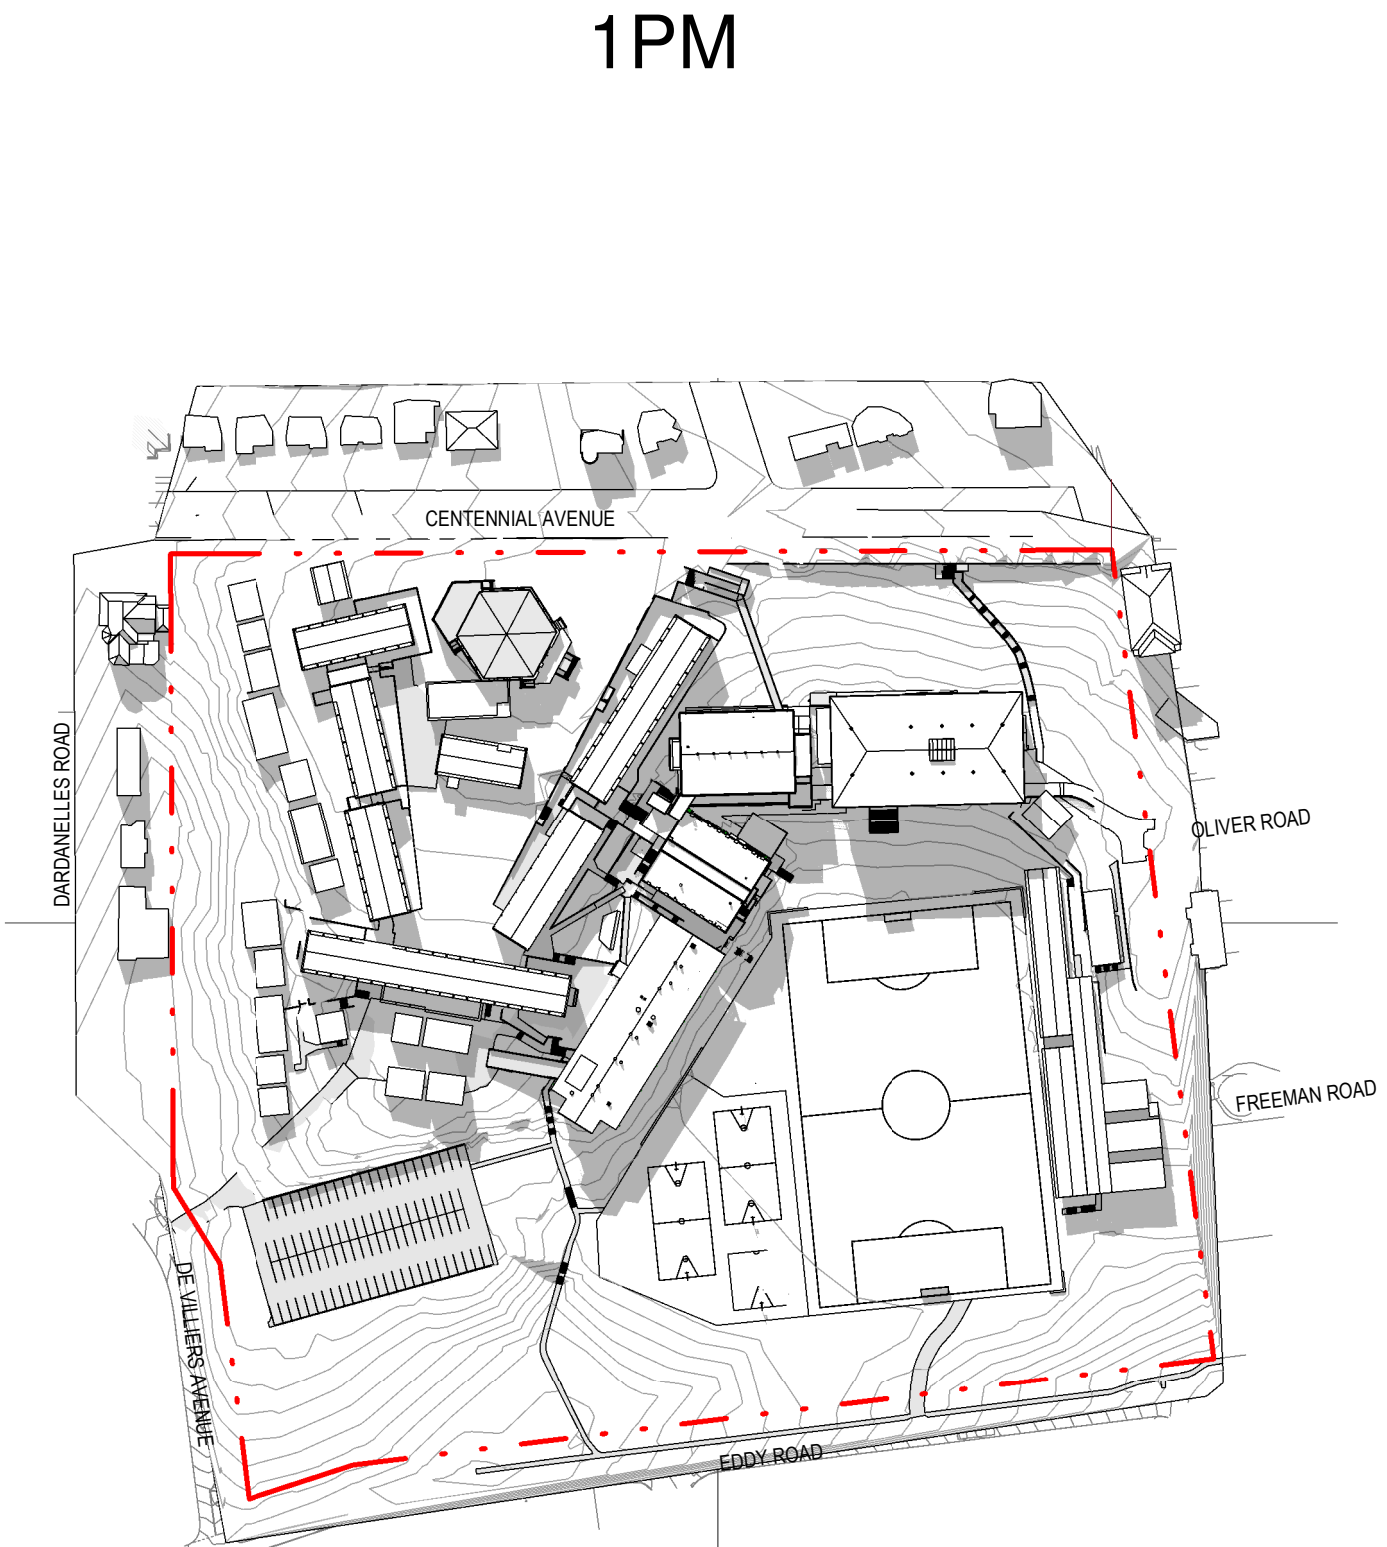 1PM
CENTENNIAL AVENUE
DARDANELLES ROAD
OLIVER ROAD
FREEMAN ROAD
DE VILLIERS AVENUE
EDDY ROAD